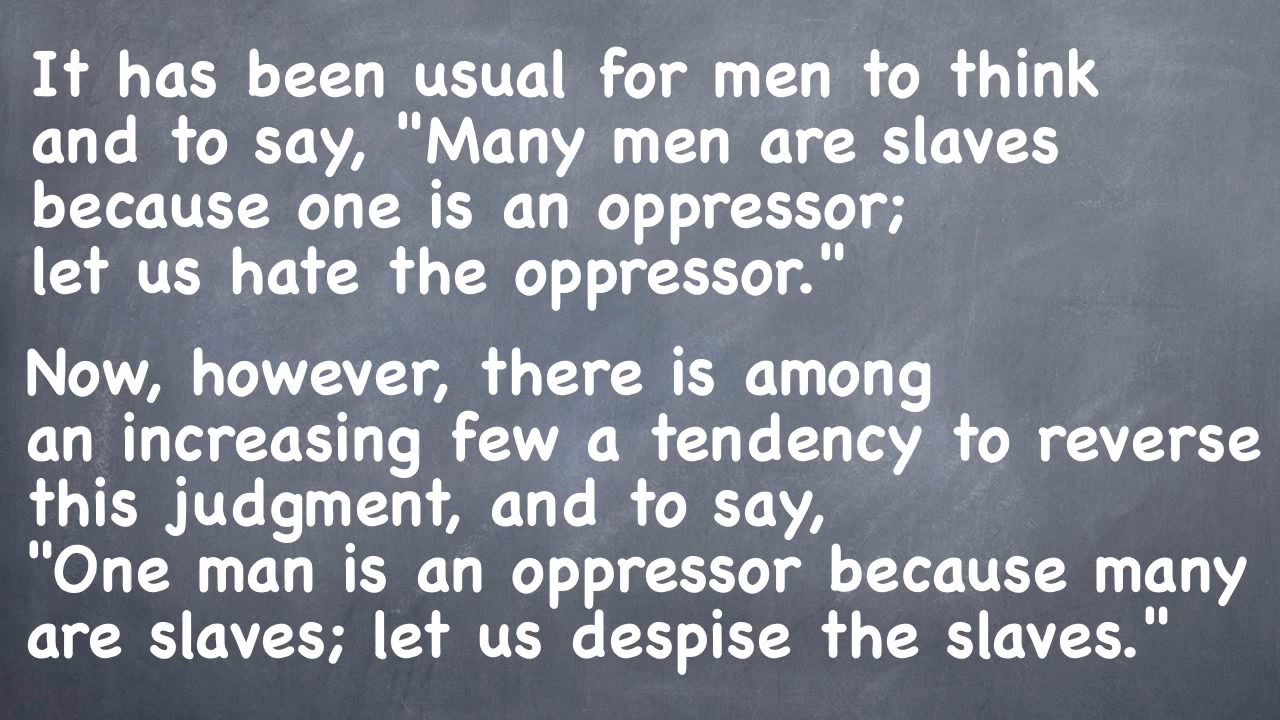 It has been usual for men to think
and to say, "Many men are slaves
because one is an oppressor;
let us hate the oppressor."
Now, however, there is among
an increasing few a tendency to reverse
this judgment, and to say,
"One man is an oppressor because many
are slaves; let us despise the slaves."